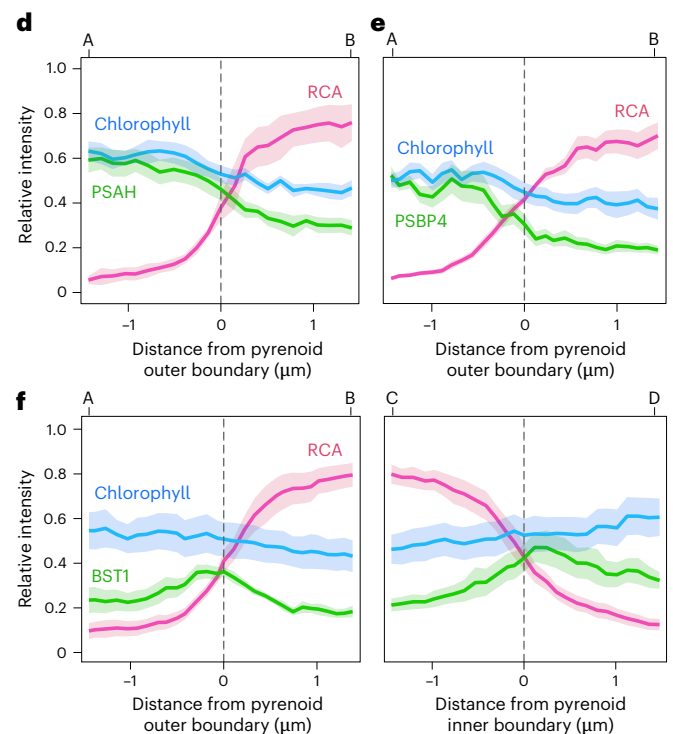 d
A B
1.0
0.8
0.6
0.4
0.2
0
Relative intensity
Chlorophyll
RCA
PSAH
–1 0 1
Distance from pyrenoid
outer boundary (μm)
e
A B
Chlorophyll
RCA
PSBP4
–1 0 1
Distance from pyrenoid
outer boundary (μm)
f
A B
1.0
0.8
0.6
0.4
0.2
0
Relative intensity
Chlorophyll
RCA
BST1
–1 0 1
Distance from pyrenoid
outer boundary (μm)
C D
–1 0 1
Distance from pyrenoid
inner boundary (μm)